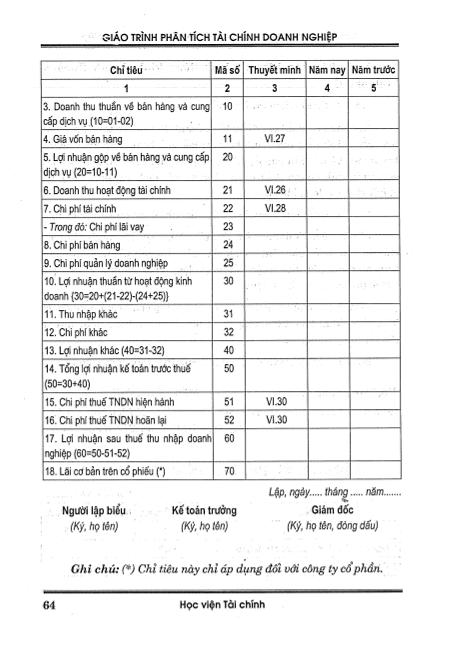 GIÁO TRÌNH PHÂN TÍCH TÀI CHÍNH DOANH NGHIỆP
Chỉ tiêu Mã số Thuyết minh Năm nay Năm trước
1 2 3 4 5
3. Doanh thu thuần về bán hàng và cung 10
cấp dịch vụ (10=01-02)
4. Giá vốn bán hàng 11 VI.27
5. Lợi nhuận gộp về bán hàng và cung cấp 20
dịch vụ (20=10-11)
6. Doanh thu hoạt động tài chính 21 VI.26
7. Chi phí tài chính 22 VI.28
- Trong đó: Chi phí lãi vay 23
8. Chi phí bán hàng 24
9. Chi phí quản lý doanh nghiệp 25
10. Lợi nhuận thuần từ hoạt động kinh 30
doanh {30=20+(21-22)-(24+25)}
11. Thu nhập khác 31
12. Chi phí khác 32
13. Lợi nhuận khác (40=31-32) 40
14. Tổng lợi nhuận kế toán trước thuế 50
(50=30+40)
15. Chi phí thuế TNDN hiện hành 51 VI.30
16. Chi phí thuế TNDN hoãn lại 52 VI.30
17. Lợi nhuận sau thuế thu nhập doanh 60
nghiệp (60=50-51-52)
18. Lãi cơ bản trên cổ phiếu (*) 70
Lập, ngày..... tháng ..... năm.......
Người lập biểu Kế toán trưởng Giám đốc
(Ký, họ tên) (Ký, họ tên) (Ký, họ tên, đóng dấu)
Ghi chú: (*) Chỉ tiêu này chỉ áp dụng đối với công ty cổ phần.
64 Học viện Tài chính